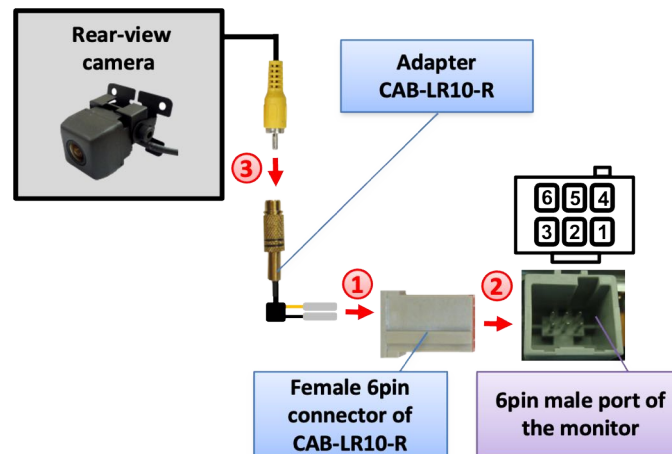 Rear-view
camera
Adapter
CAB-LR10-R
3
6 5 4
3 2 1
1
2
Female 6pin
connector of
CAB-LR10-R
6pin male port of
the monitor